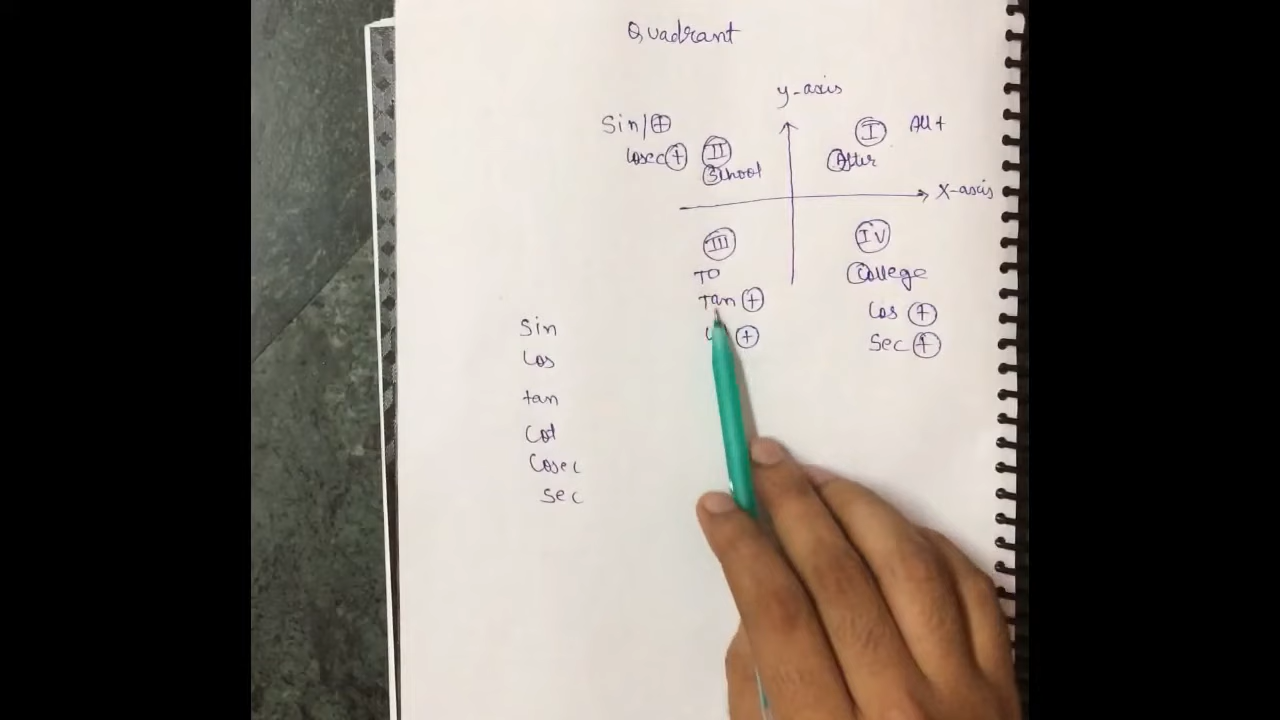 Quadrant
y-axis
Sin/+
Cosec +
II
School
I
All +
After
X-axis
III
TO
Tan +
+
IV
College
Cos +
Sec +
Sin
Cos
tan
Cot
Cosec
Sec